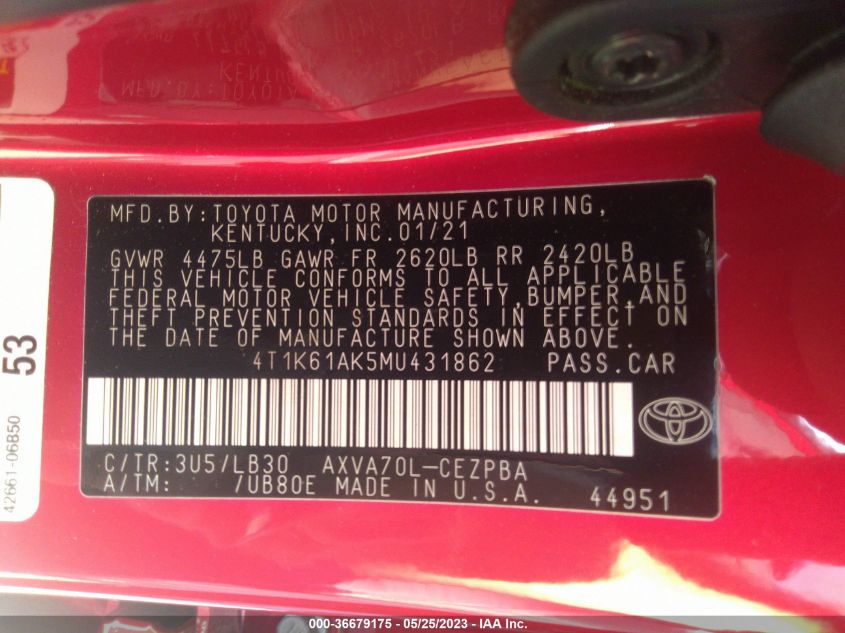 MFD.BY:TOYOTA MOTOR MANUFACTURING,
KENTUCKY,INC.01/21
GVWR 4475LB GAWR FR 2620LB RR 2420LB
THIS VEHICLE CONFORMS TO ALL APPLICABLE
FEDERAL MOTOR VEHICLE SAFETY,BUMPER,AND
THEFT PREVENTION STANDARDS IN EFFECT ON
THE DATE OF MANUFACTURE SHOWN ABOVE.
4T1K61AK5MU431862 PASS.CAR
C/TR:3U5/LB30 AXVA70L-CEZPBA
A/TM: /UB80E MADE IN U.S.A. 44951
53
42661-06B50
000-36679175 - 05/25/2023 - IAA Inc.